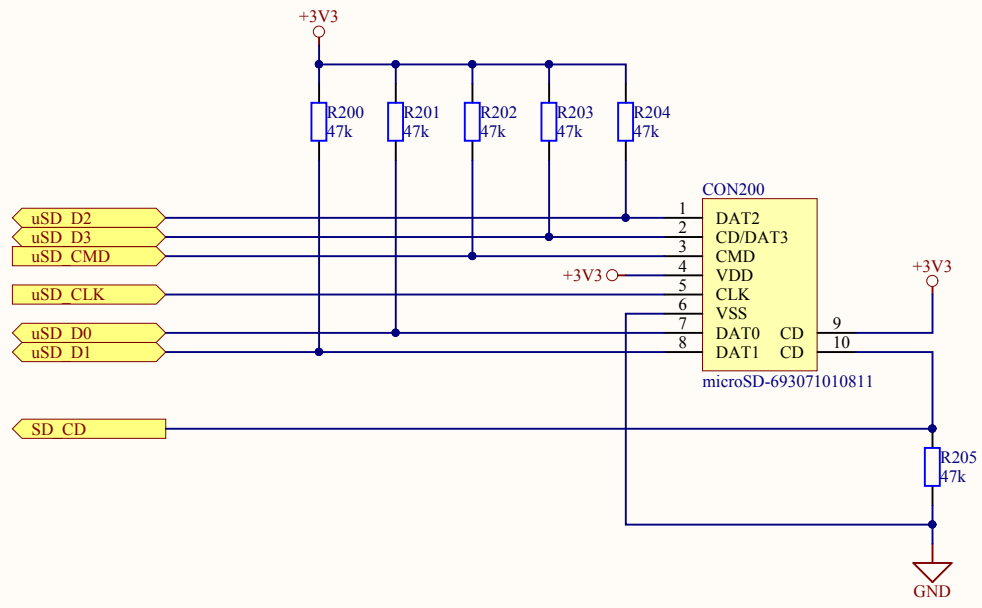 +3V3
R200 R201 R202 R203 R204
47k 47k 47k 47k 47k
CON200
uSD_D2 1 DAT2
uSD_D3 2 CD/DAT3
uSD_CMD 3 CMD
+3V3 4 VDD +3V3
uSD_CLK 5 CLK
6 VSS
uSD_D0 7 DAT0 CD 9
uSD_D1 8 DAT1 CD 10
microSD-693071010811
SD_CD
R205
47k
GND